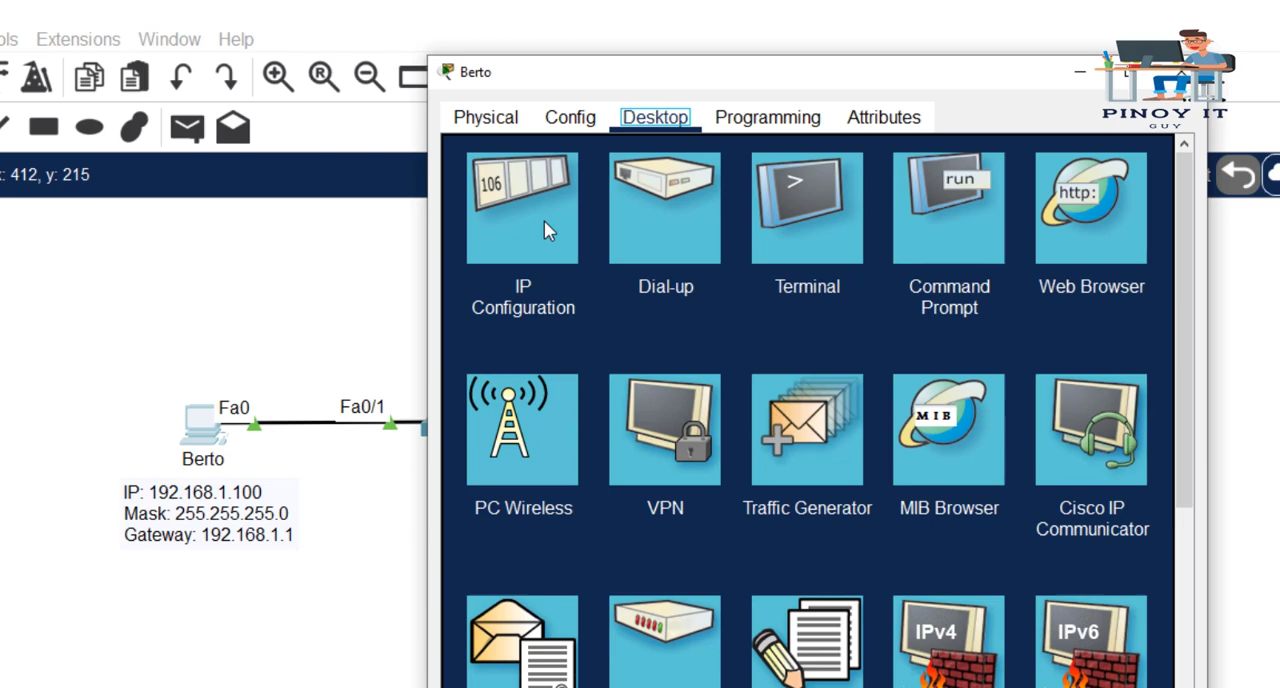 ols Extensions Window Help
Berto
PINOY IT
GUY
Physical Config Desktop Programming Attributes
: 412, y: 215
106
>
run
http:
IP
Configuration
Dial-up
Terminal
Command
Prompt
Web Browser
MIB
PC Wireless
VPN
Traffic Generator
MIB Browser
Cisco IP
Communicator
Fa0
Fa0/1
Berto
IP: 192.168.1.100
Mask: 255.255.255.0
Gateway: 192.168.1.1
IPv4
IPv6